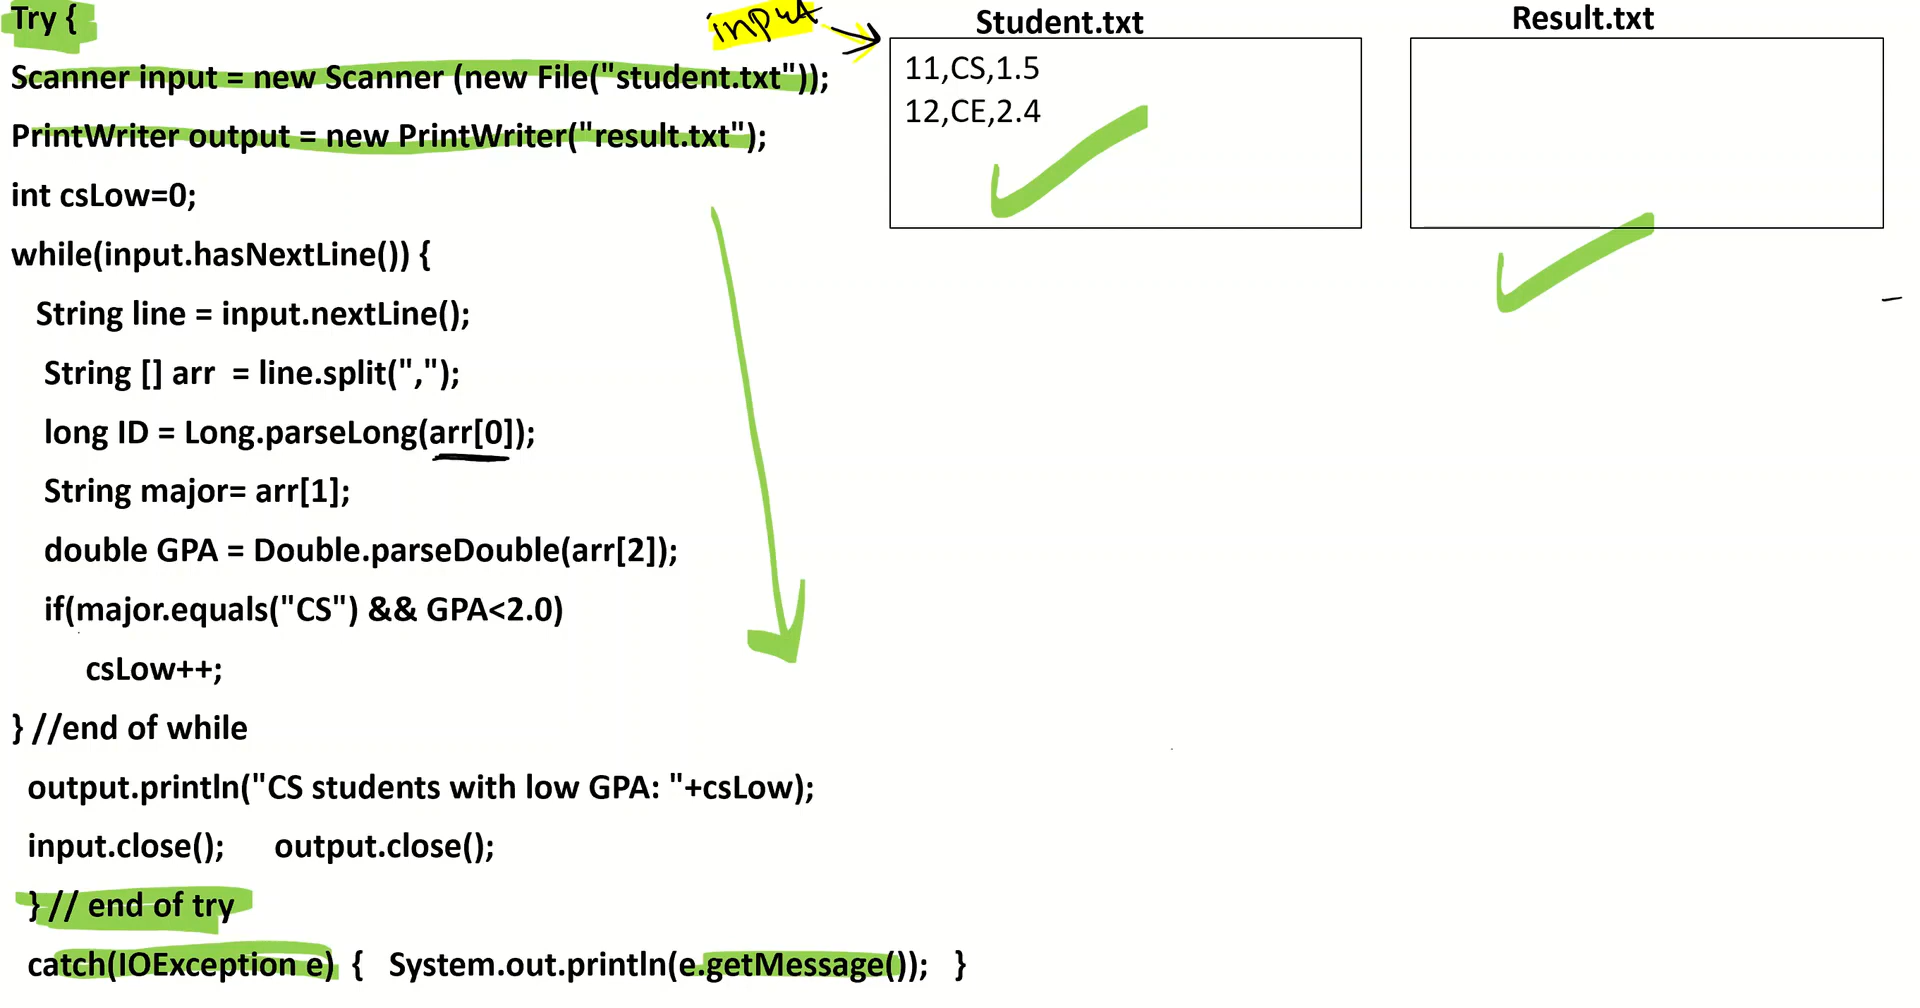 Try {
Scanner input = new Scanner (new File("student.txt"));
PrintWriter output = new PrintWriter("result.txt");
int csLow=0;
while(input.hasNextLine()) {
String line = input.nextLine();
String [] arr = line.split(",");
long ID = Long.parseLong(arr[0]);
String major= arr[1];
double GPA = Double.parseDouble(arr[2]);
if(major.equals("CS") && GPA<2.0)
csLow++;
} //end of while
output.println("CS students with low GPA: "+csLow);
input.close(); output.close();
} // end of try
catch(IOException e) { System.out.println(e.getMessage()); }
input
Student.txt
11,CS,1.5
12,CE,2.4
Result.txt